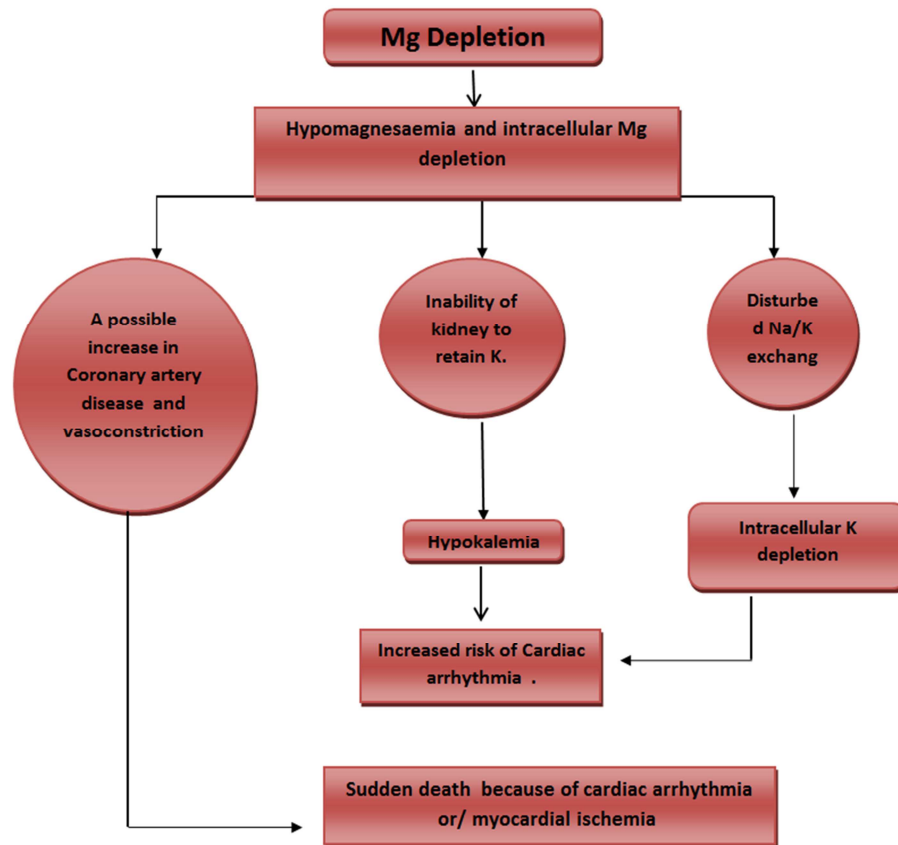 Mg Depletion
Hypomagnesaemia and intracellular Mg
depletion
A possible
increase in
Coronary artery
disease and
vasoconstriction
Inability of
kidney to
retain K.
Disturbe
d Na/K
exchang
Hypokalemia
Intracellular K
depletion
Increased risk of Cardiac
arrhythmia .
Sudden death because of cardiac arrhythmia
or/ myocardial ischemia